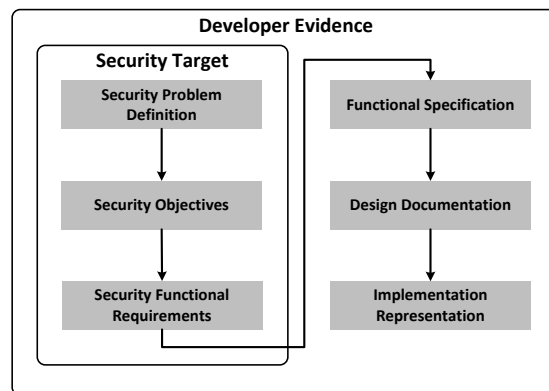 Developer Evidence
Security Target
Security Problem
Definition
Security Objectives
Security Functional
Requirements
Functional Specification
Design Documentation
Implementation
Representation